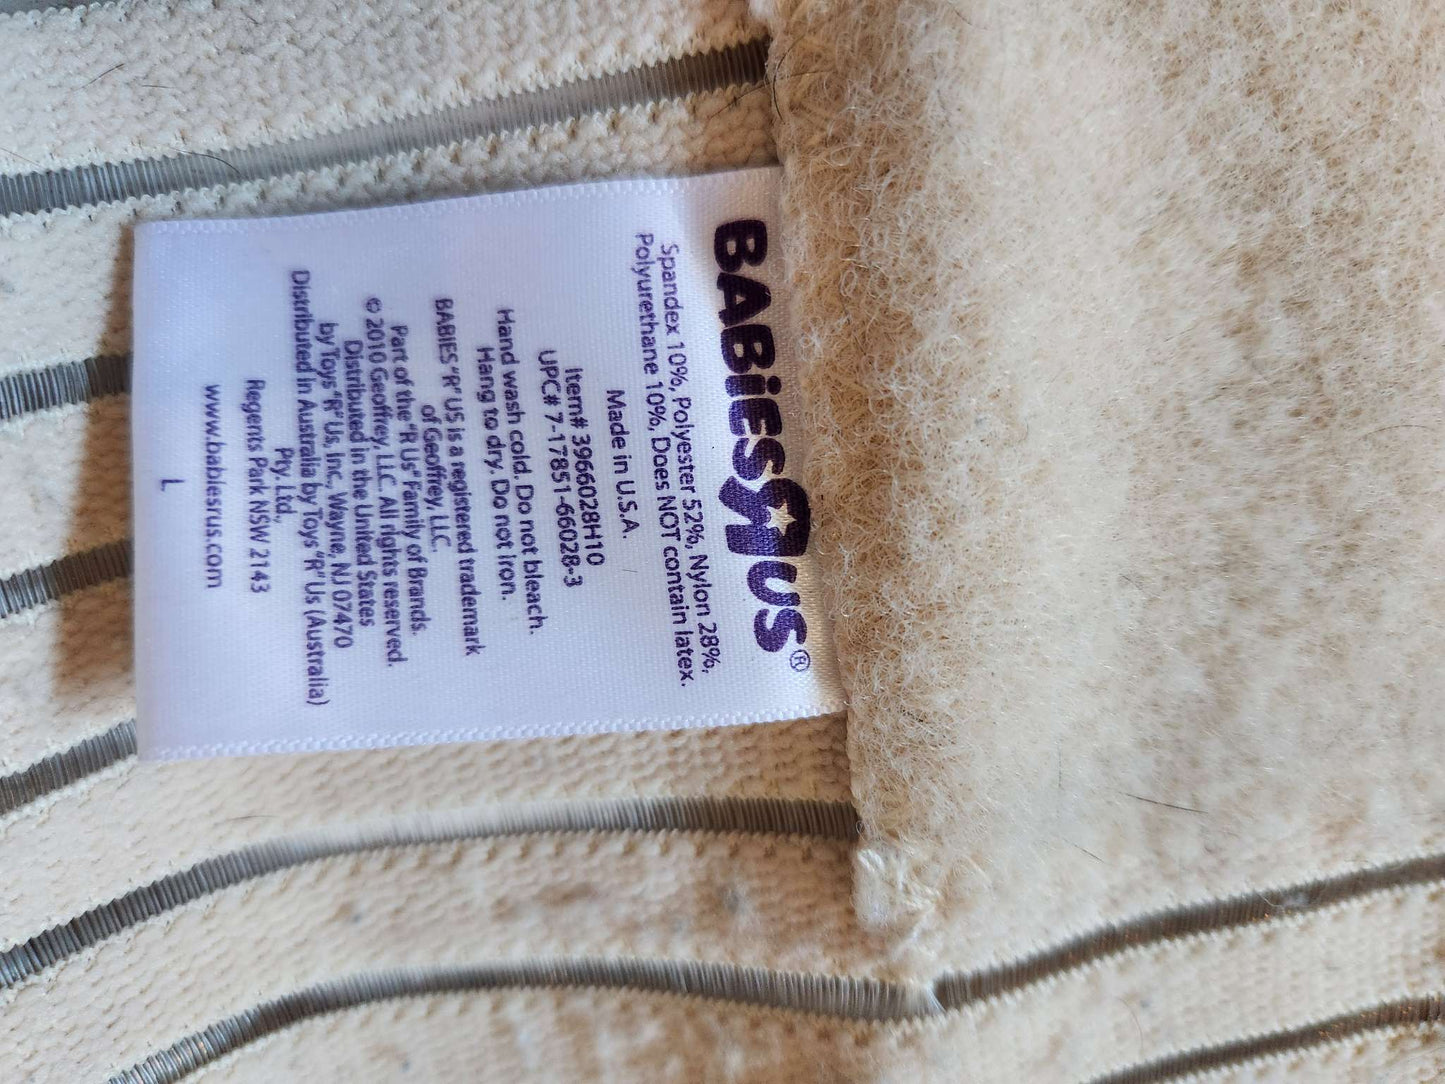 BABiES R US®
Spandex 10%, Polyester 52%, Nylon 28%,
Polyurethane 10%, Does NOT contain latex.
Made in U.S.A.
Item# 3966028H10
UPC# 7-17851-66028-3
Hand wash cold. Do not bleach.
Hang to dry. Do not iron.
BABIES "R" US is a registered trademark
of Geoffrey, LLC.
Part of the "R Us" Family of Brands.
© 2010 Geoffrey, LLC All rights reserved.
Distributed in the United States
by Toys "R" Us, Inc., Wayne, NJ 07470
Distributed in Australia by Toys "R" Us (Australia)
Pty. Ltd.,
Regents Park NSW 2143
www.babiesrus.com
L